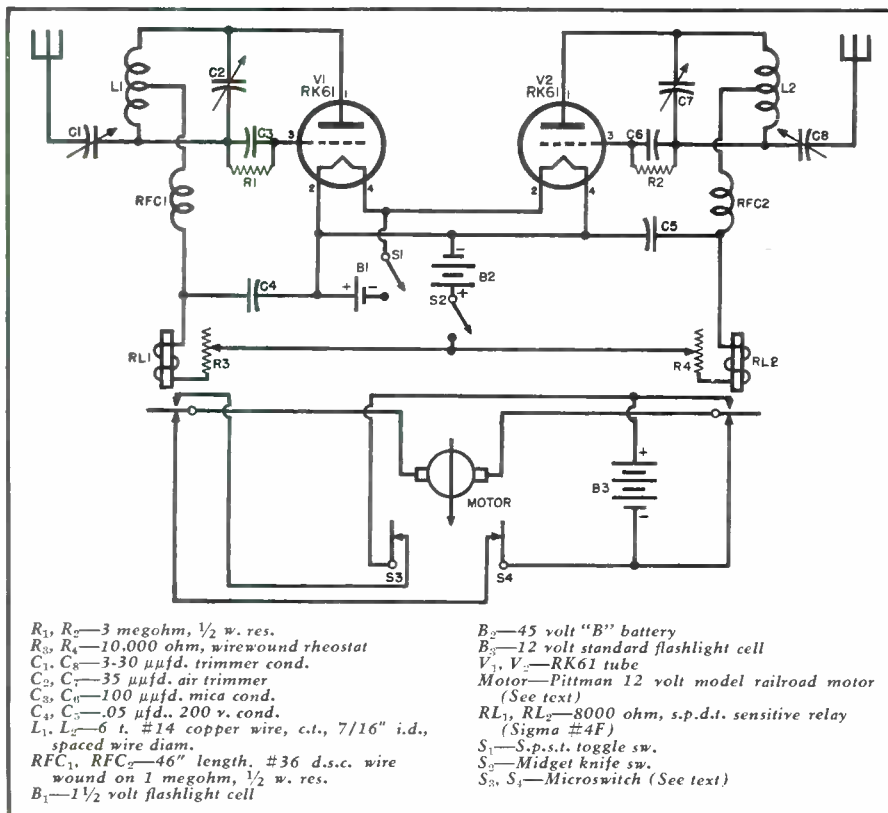 V1
RK61
V2
RK61
L1
C2
C1
C3
R1
1
3
2
4
RFC1
C7
L2
C6
C8
R2
1
3
2
4
RFC2
S1
C5
C4
B1
+ -
-
B2
+
S2
RL1
R3
R4
RL2
MOTOR
+
B3
-
S3
S4
R₁, R₂—3 megohm, ½ w. res.
R₃, R₄—10,000 ohm, wirewound rheostat
C₁, C₈—3-30 μμfd. trimmer cond.
C₂, C₇—35 μμfd. air trimmer
C₃, C₆—100 μμfd. mica cond.
C₄, C₅—.05 μfd., 200 v. cond.
L₁, L₂—6 t. #14 copper wire, c.t., 7/16" i.d.,
spaced wire diam.
RFC₁, RFC₂—46" length. #36 d.s.c. wire
wound on 1 megohm, ½ w. res.
B₁—1½ volt flashlight cell
B₂—45 volt "B" battery
B₃—12 volt standard flashlight cell
V₁, V₂—RK61 tube
Motor—Pittman 12 volt model railroad motor
(See text)
RL₁, RL₂—8000 ohm, s.p.d.t. sensitive relay
(Sigma #4F)
S₁—S.p.s.t. toggle sw.
S₂—Midget knife sw.
S₃, S₄—Microswitch (See text)